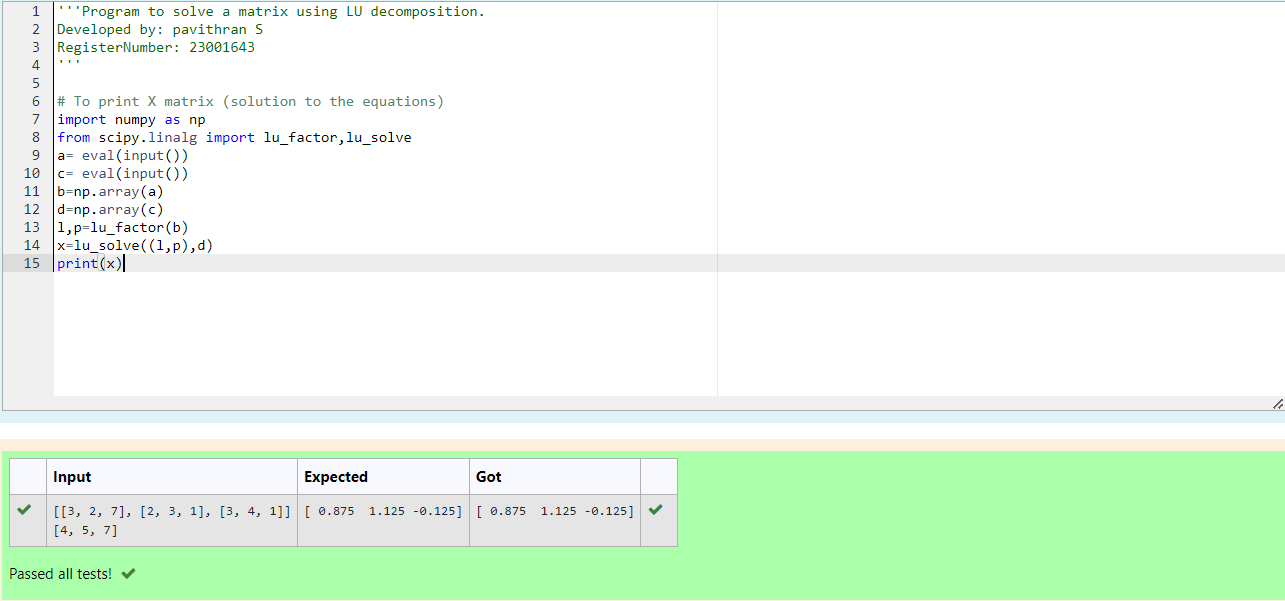 1 '''Program to solve a matrix using LU decomposition.
2 Developed by: pavithran S
3 RegisterNumber: 23001643
4 '''
5
6 # To print X matrix (solution to the equations)
7 import numpy as np
8 from scipy.linalg import lu_factor,lu_solve
9 a= eval(input())
10 c= eval(input())
11 b=np.array(a)
12 d=np.array(c)
13 l,p=lu_factor(b)
14 x=lu_solve((l,p),d)
15 print(x)
Input Expected Got
[[3, 2, 7], [2, 3, 1], [3, 4, 1]] [ 0.875  1.125 -0.125] [ 0.875  1.125 -0.125]
[4, 5, 7]
Passed all tests!